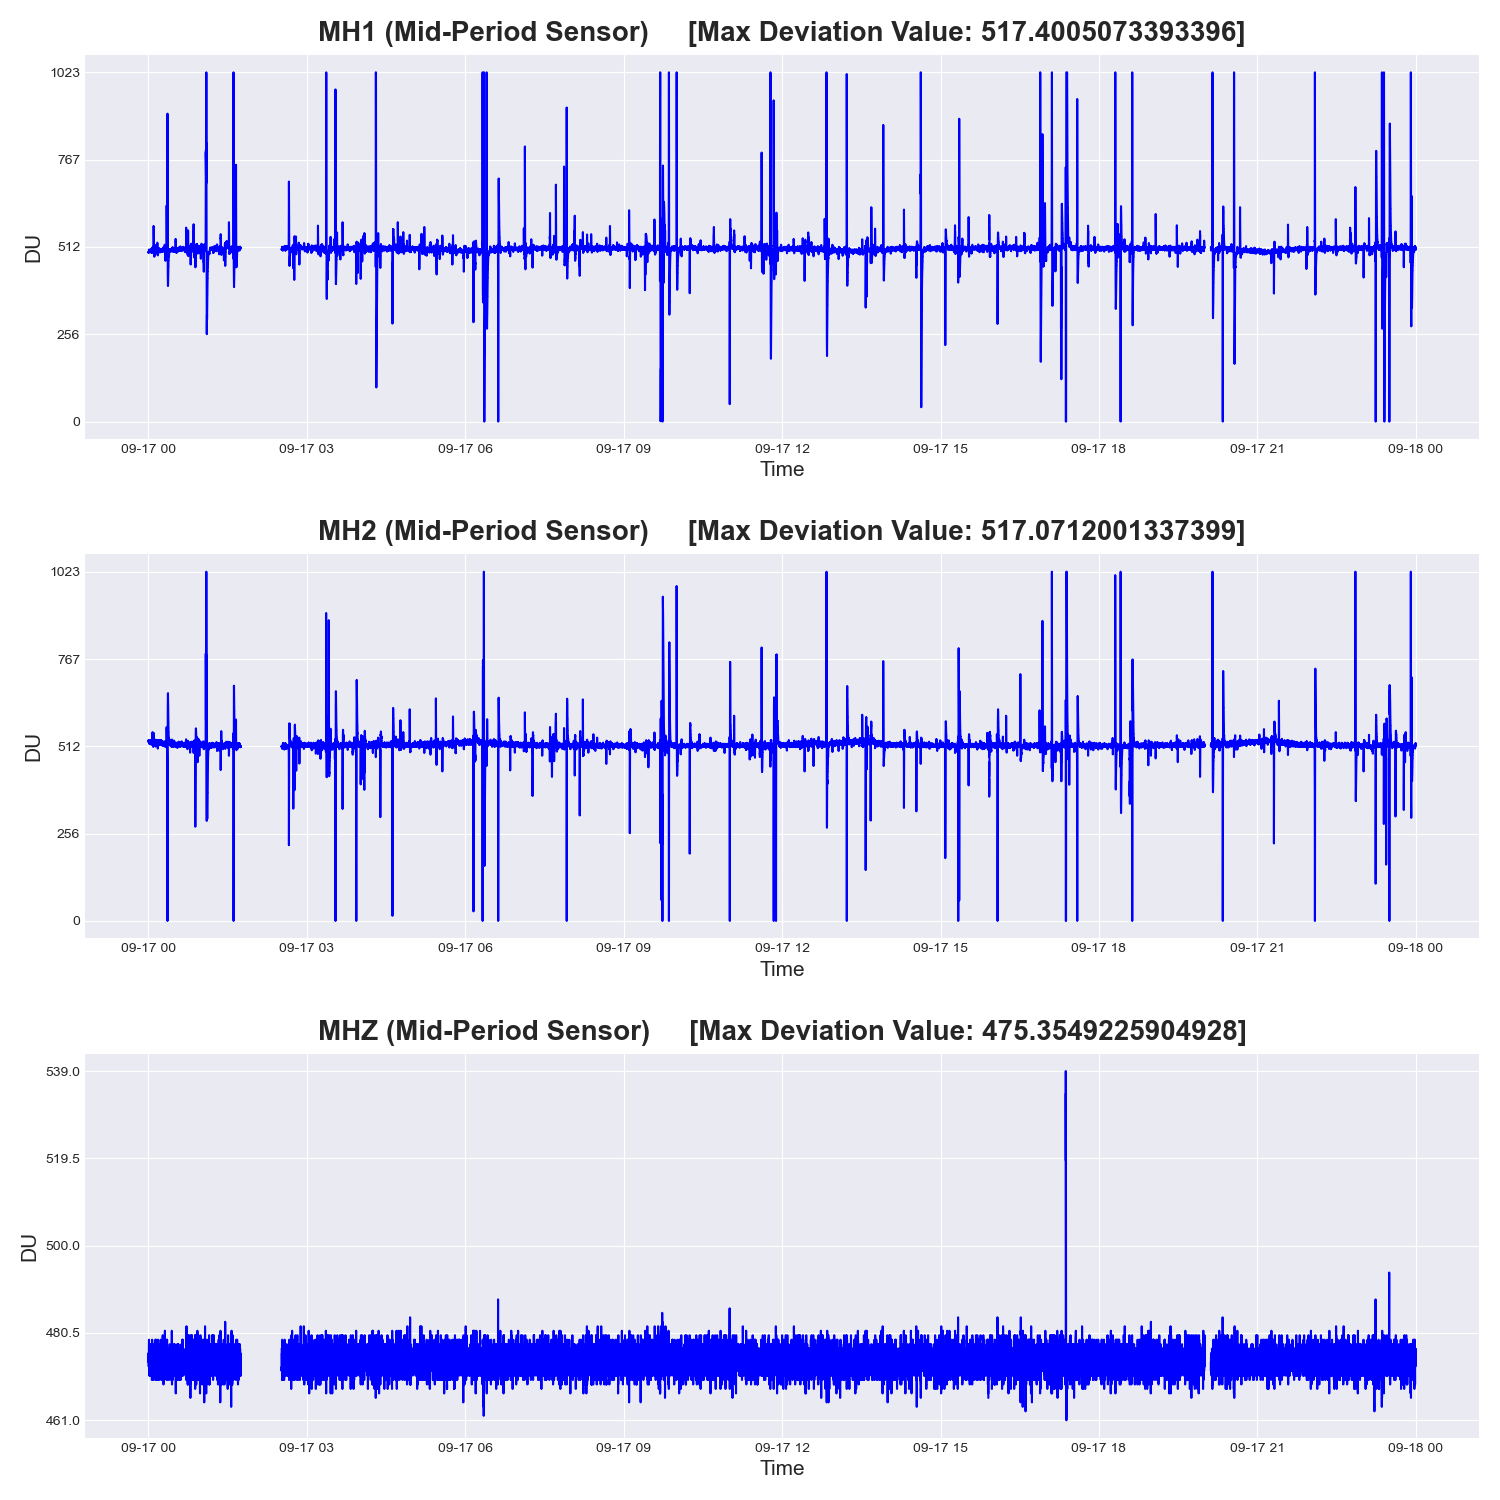 MH1 (Mid-Period Sensor) [Max Deviation Value: 517.4005073393396]
1023
767
512
256
0
DU
09-17 00 09-17 03 09-17 06 09-17 09 09-17 12 09-17 15 09-17 18 09-17 21 09-18 00
Time
MH2 (Mid-Period Sensor) [Max Deviation Value: 517.0712001337399]
1023
767
512
256
0
DU
09-17 00 09-17 03 09-17 06 09-17 09 09-17 12 09-17 15 09-17 18 09-17 21 09-18 00
Time
MHZ (Mid-Period Sensor) [Max Deviation Value: 475.3549225904928]
539.0
519.5
500.0
480.5
461.0
DU
09-17 00 09-17 03 09-17 06 09-17 09 09-17 12 09-17 15 09-17 18 09-17 21 09-18 00
Time